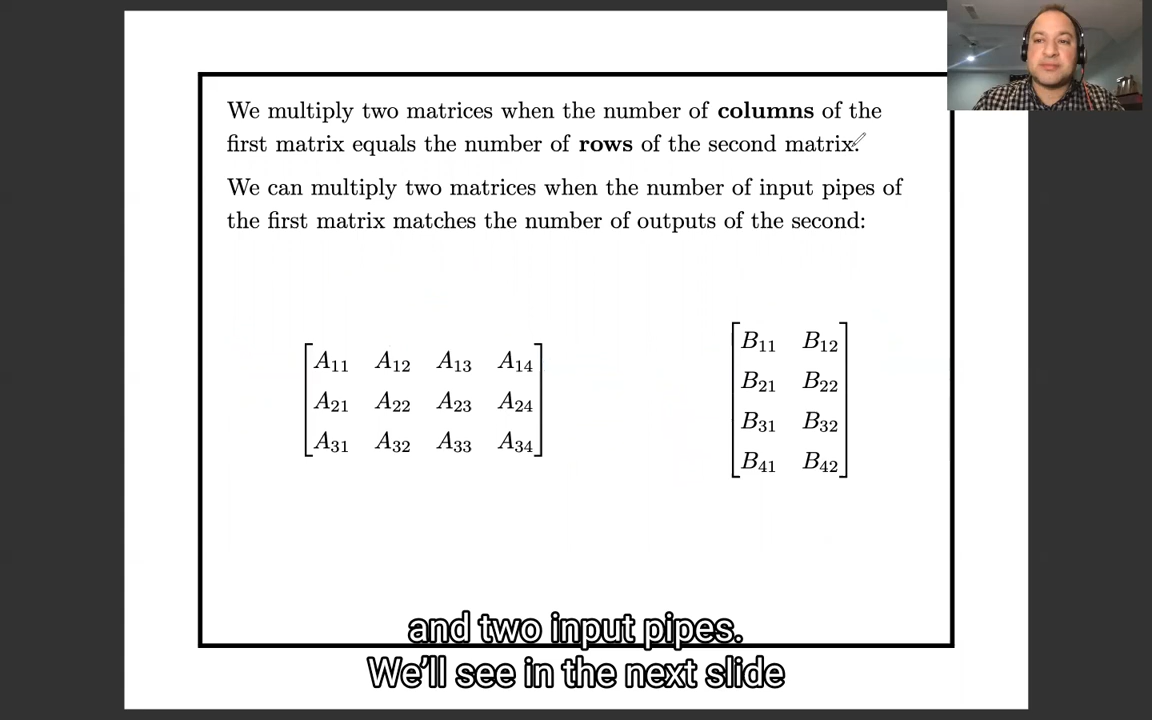 We multiply two matrices when the number of columns of the
first matrix equals the number of rows of the second matrix.
We can multiply two matrices when the number of input pipes of
the first matrix matches the number of outputs of the second:
A₁₁ A₁₂ A₁₃ A₁₄
A₂₁ A₂₂ A₂₃ A₂₄
A₃₁ A₃₂ A₃₃ A₃₄
B₁₁ B₁₂
B₂₁ B₂₂
B₃₁ B₃₂
B₄₁ B₄₂
and two input pipes.
We'll see in the next slide